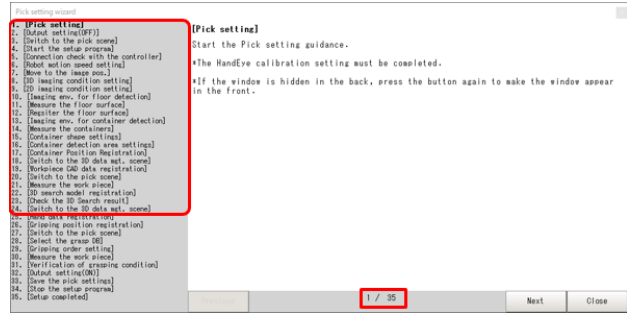 Pick setting wizard
1. [Pick setting]
2. [Output setting(OFF)]
3. [Switch to the pick scene]
4. [Start the setup program]
5. [Connection check with the controller]
6. [Robot motion speed setting]
7. [Move to the image pos.]
8. [3D imaging condition setting]
9. [2D imaging condition setting]
10. [Imaging env. for floor detection]
11. [Measure the floor surface]
12. [Regsiter the floor surface]
13. [Imaging env. for container detection]
14. [Measure the containers]
15. [Container shape settings]
16. [Container detection area settings]
17. [Container Position Registration]
18. [Switch to the 3D data mgt. scene]
19. [Workpiece CAD data registration]
20. [Switch to the pick scene]
21. [Measure the work piece]
22. [3D search model registration]
23. [Check the 3D Search result]
24. [Switch to the 3D data mgt. scene]
25. [Hand data registration]
26. [Gripping position registration]
27. [Switch to the pick scene]
28. [Select the grasp DB]
29. [Gripping order setting]
30. [Measure the work piece]
31. [Verification of grasping condition]
32. [Output setting(ON)]
33. [Save the pick settings]
34. [Stop the setup program]
35. [Setup completed]
[Pick setting]
Start the Pick setting guidance.
*The HandEye calibration setting must be completed.
*If the window is hidden in the back, press the button again to make the window appear
in the front.
Previous
1 / 35
Next
Close